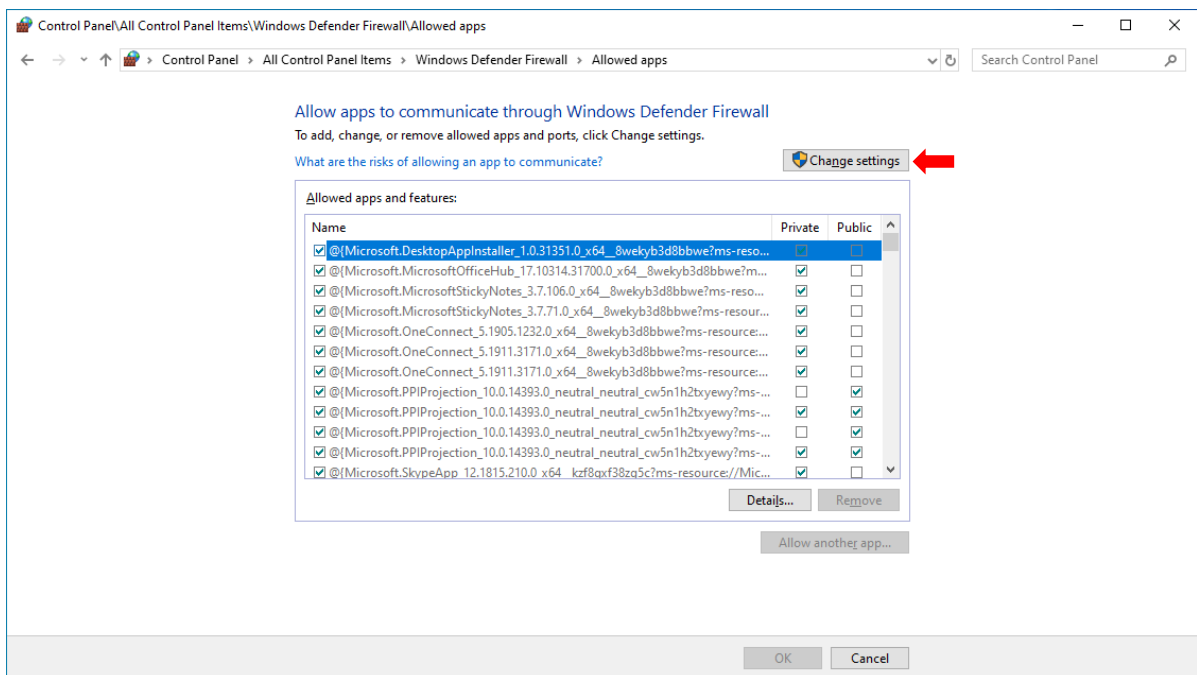 Control Panel\All Control Panel Items\Windows Defender Firewall\Allowed apps
Control Panel > All Control Panel Items > Windows Defender Firewall > Allowed apps
Search Control Panel
Allow apps to communicate through Windows Defender Firewall
To add, change, or remove allowed apps and ports, click Change settings.
What are the risks of allowing an app to communicate?
Change settings
Allowed apps and features:
Name Private Public
@{Microsoft.DesktopAppInstaller_1.0.31351.0_x64__8wekyb3d8bbwe?ms-reso...
@{Microsoft.MicrosoftOfficeHub_17.10314.31700.0_x64__8wekyb3d8bbwe?m...
@{Microsoft.MicrosoftStickyNotes_3.7.106.0_x64__8wekyb3d8bbwe?ms-reso...
@{Microsoft.MicrosoftStickyNotes_3.7.71.0_x64__8wekyb3d8bbwe?ms-resour...
@{Microsoft.OneConnect_5.1905.1232.0_x64__8wekyb3d8bbwe?ms-resource:...
@{Microsoft.OneConnect_5.1911.3171.0_x64__8wekyb3d8bbwe?ms-resource:...
@{Microsoft.OneConnect_5.1911.3171.0_x64__8wekyb3d8bbwe?ms-resource:...
@{Microsoft.PPIProjection_10.0.14393.0_neutral_neutral_cw5n1h2txyewy?ms-...
@{Microsoft.PPIProjection_10.0.14393.0_neutral_neutral_cw5n1h2txyewy?ms-...
@{Microsoft.PPIProjection_10.0.14393.0_neutral_neutral_cw5n1h2txyewy?ms-...
@{Microsoft.PPIProjection_10.0.14393.0_neutral_neutral_cw5n1h2txyewy?ms-...
@{Microsoft.SkypeApp_12.1815.210.0_x64__kzf8qxf38zg5c?ms-resource://Mic...
Details... Remove
Allow another app...
OK Cancel